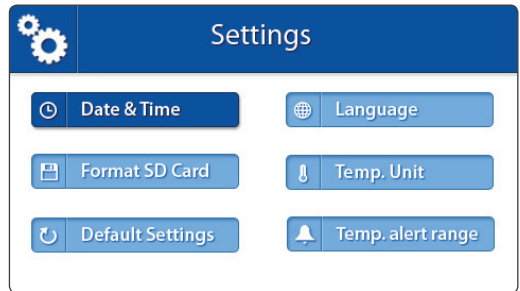 Settings
Date & Time
Language
Format SD Card
Temp. Unit
Default Settings
Temp. alert range